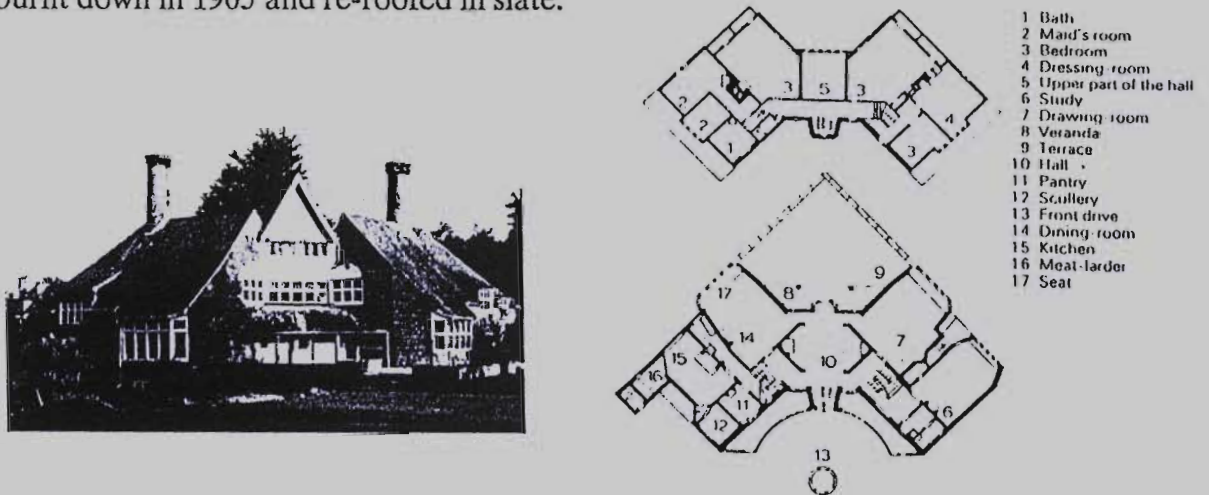 burnt down in 1905 and re-roofed in slate.
1 Bath
2 Maid's room
3 Bedroom
4 Dressing-room
5 Upper part of the hall
6 Study
7 Drawing-room
8 Veranda
9 Terrace
10 Hall
11 Pantry
12 Scullery
13 Front drive
14 Dining-room
15 Kitchen
16 Meat-larder
17 Seat
3 5 3
2
2 4
1 3
9
17 8
14 7
15 10
16
11 6
12
13